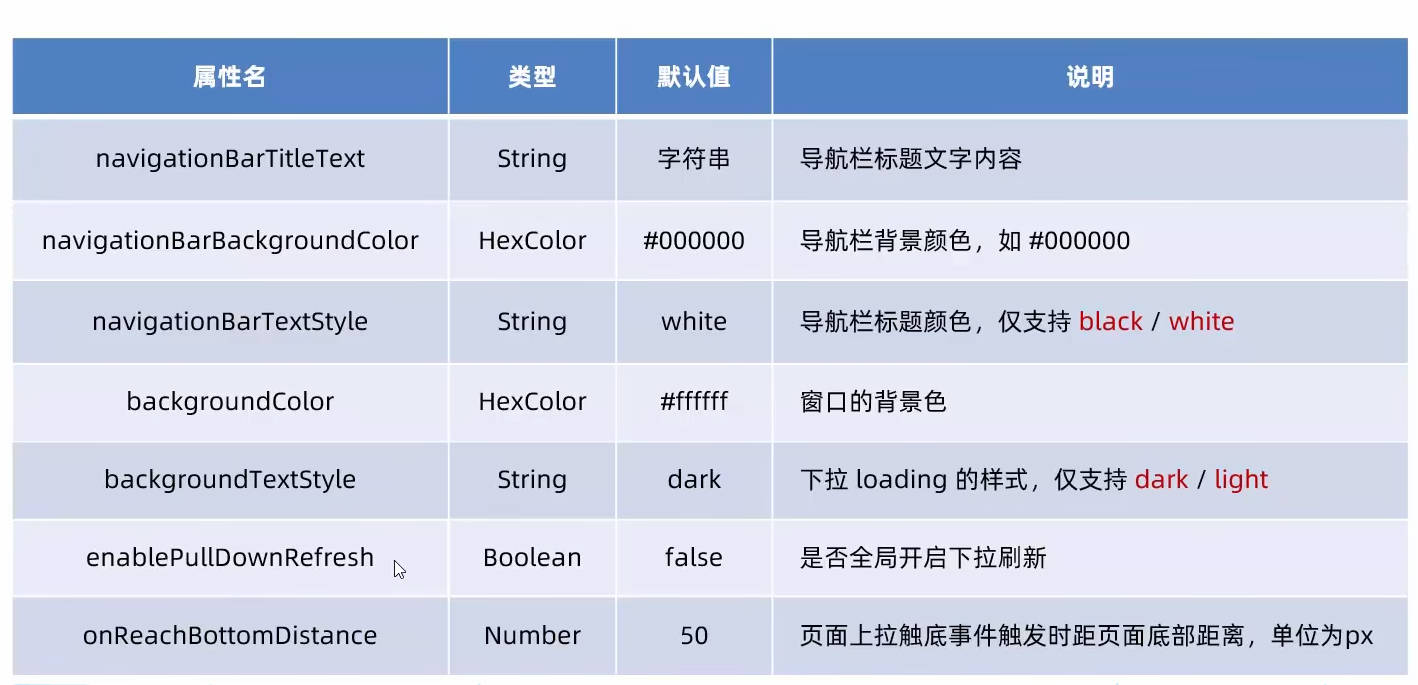 属性名 类型 默认值 说明
navigationBarTitleText String 字符串 导航栏标题文字内容
navigationBarBackgroundColor HexColor #000000 导航栏背景颜色，如 #000000
navigationBarTextStyle String white 导航栏标题颜色，仅支持 black / white
backgroundColor HexColor #ffffff 窗口的背景色
backgroundTextStyle String dark 下拉 loading 的样式，仅支持 dark / light
enablePullDownRefresh Boolean false 是否全局开启下拉刷新
onReachBottomDistance Number 50 页面上拉触底事件触发时距页面底部距离，单位为px